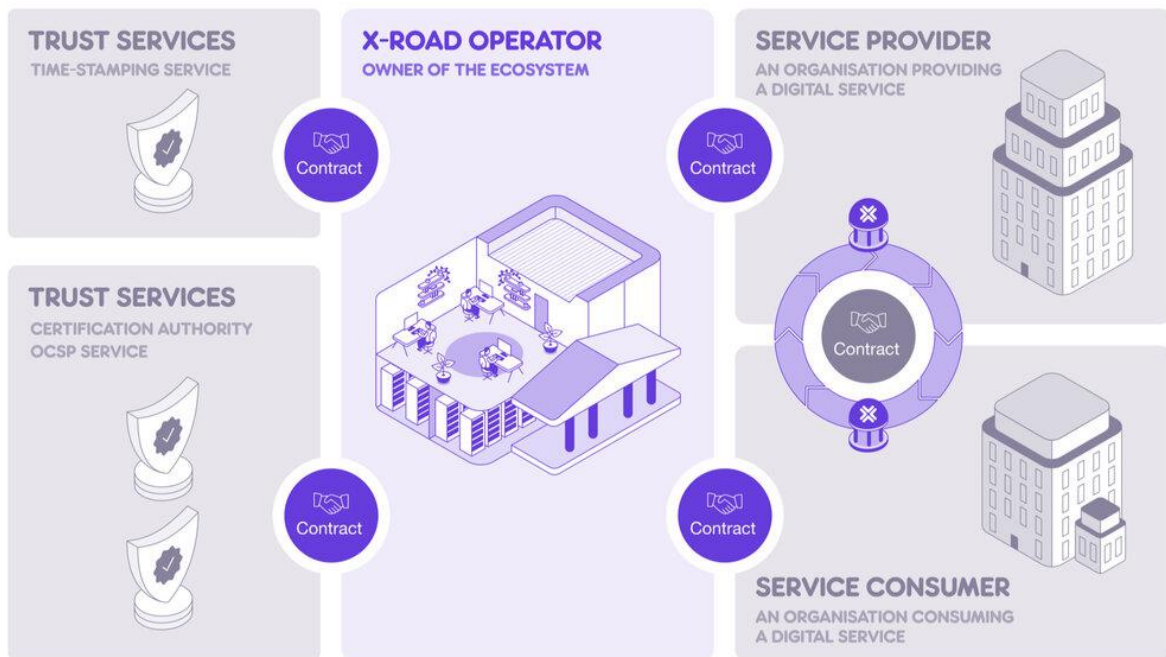 TRUST SERVICES
TIME-STAMPING SERVICE
Contract
X-ROAD OPERATOR
OWNER OF THE ECOSYSTEM
Contract
SERVICE PROVIDER
AN ORGANISATION PROVIDING
A DIGITAL SERVICE
TRUST SERVICES
CERTIFICATION AUTHORITY
OCSP SERVICE
Contract
Contract
Contract
SERVICE CONSUMER
AN ORGANISATION CONSUMING
A DIGITAL SERVICE